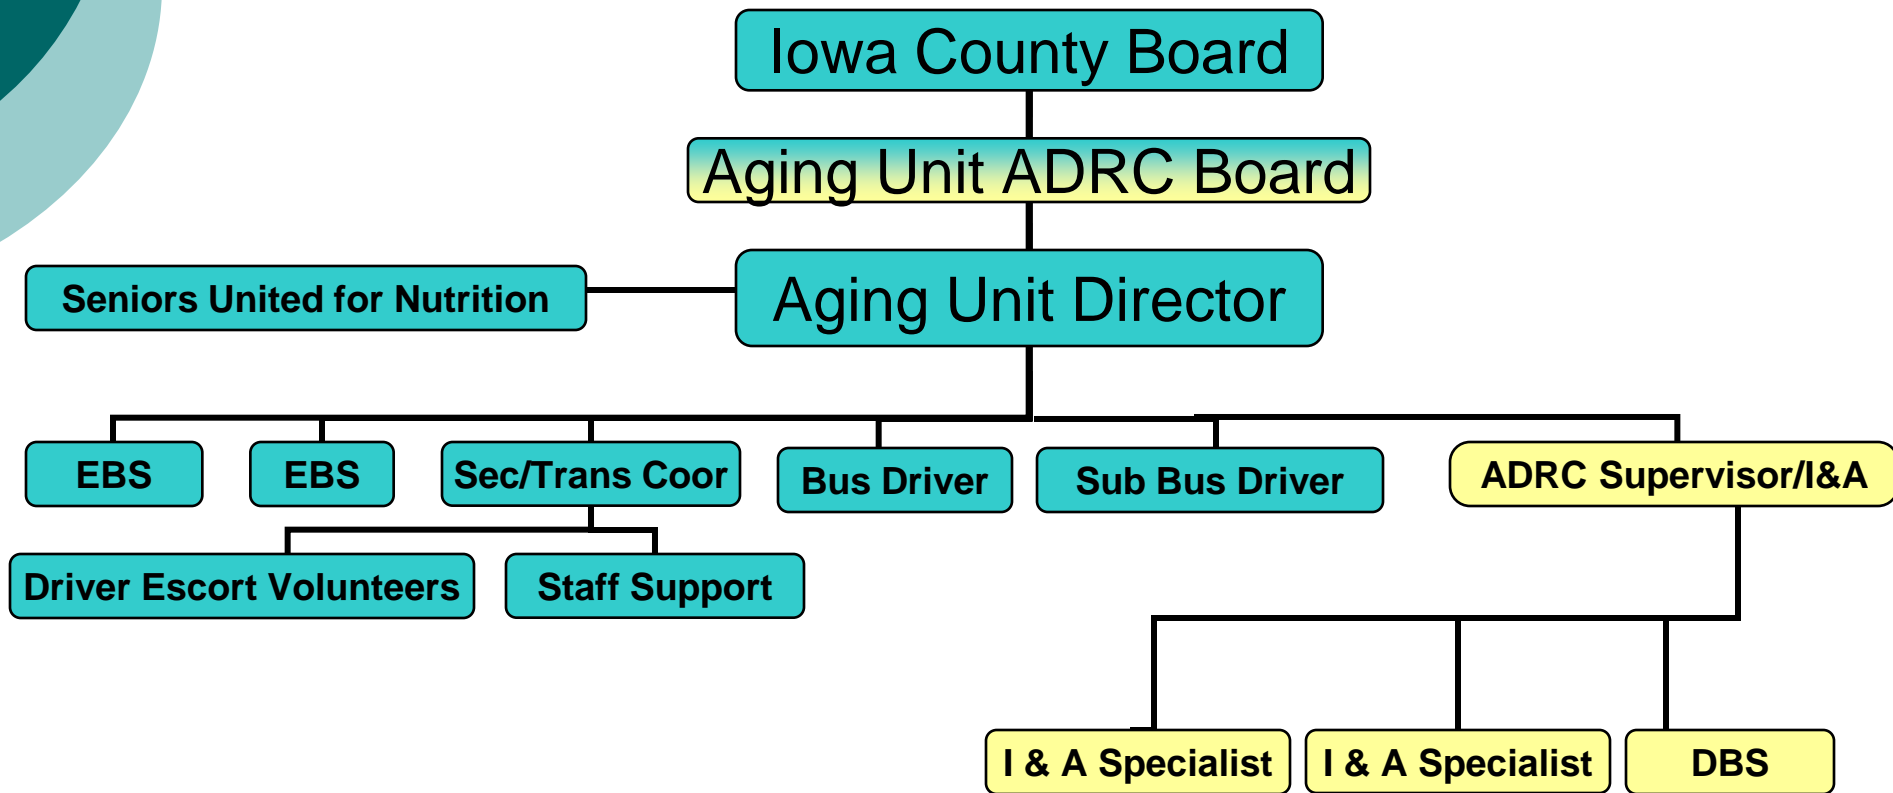 Iowa County Board
Aging Unit ADRC Board
Seniors United for Nutrition
Aging Unit Director
EBS
EBS
Sec/Trans Coor
Bus Driver
Sub Bus Driver
ADRC Supervisor/I&A
Driver Escort Volunteers
Staff Support
I & A Specialist
I & A Specialist
DBS